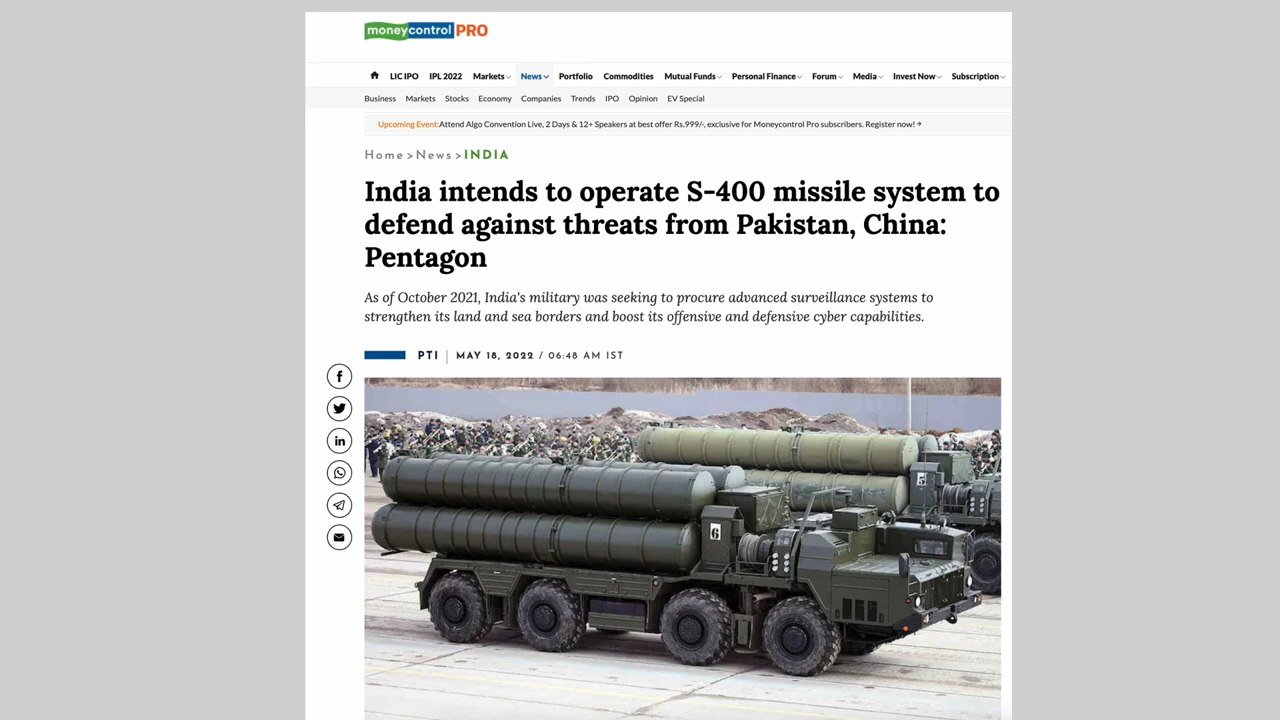 moneycontrol PRO
LIC IPO IPL 2022 Markets News Portfolio Commodities Mutual Funds Personal Finance Forum Media Invest Now Subscription
Business Markets Stocks Economy Companies Trends IPO Opinion EV Special
Upcoming Event:Attend Algo Convention Live, 2 Days & 12+ Speakers at best offer Rs.999/-, exclusive for Moneycontrol Pro subscribers. Register now! →
Home > News > INDIA
India intends to operate S-400 missile system to
defend against threats from Pakistan, China:
Pentagon
As of October 2021, India's military was seeking to procure advanced surveillance systems to
strengthen its land and sea borders and boost its offensive and defensive cyber capabilities.
PTI | MAY 18, 2022 / 06:48 AM IST
5
6